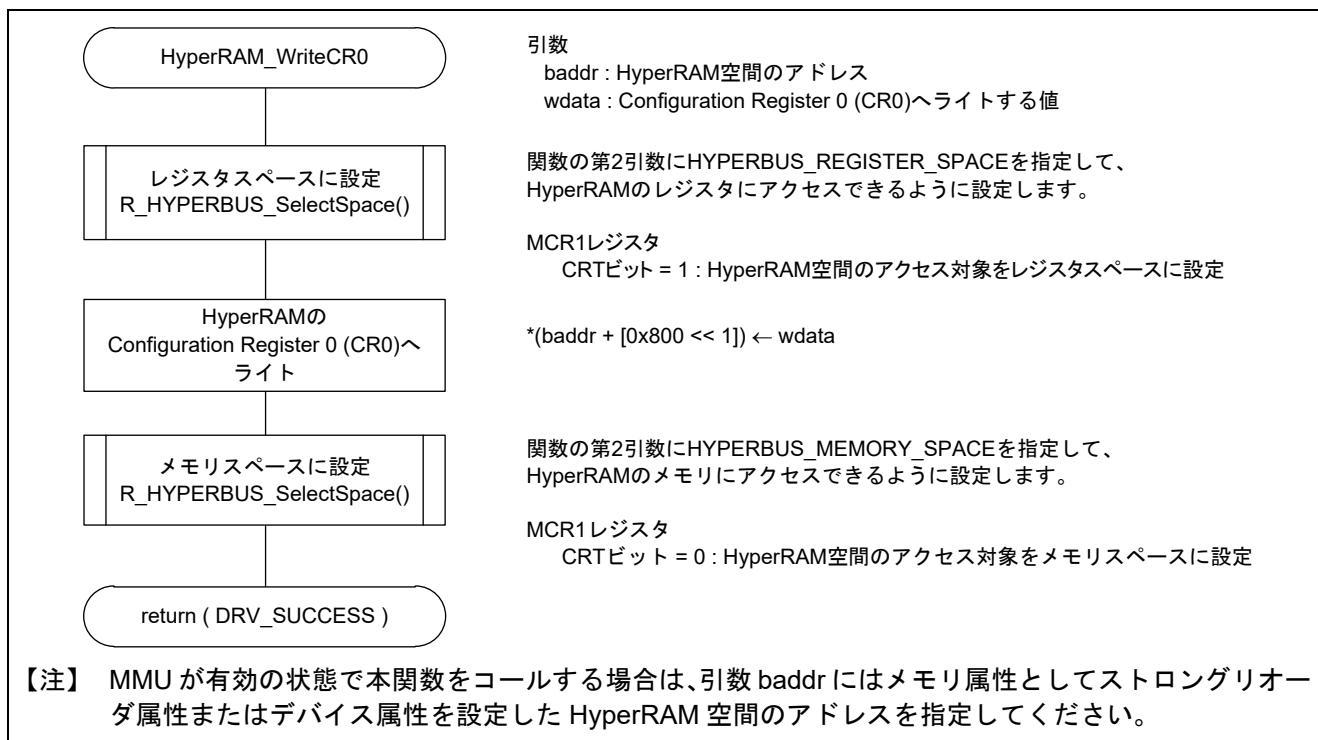 HyperRAM_WriteCR0
引数
baddr : HyperRAM空間のアドレス
wdata : Configuration Register 0 (CR0)へライトする値
レジスタスペースに設定
R_HYPERBUS_SelectSpace()
関数の第2引数にHYPERBUS_REGISTER_SPACEを指定して、
HyperRAMのレジスタにアクセスできるように設定します。
MCR1レジスタ
CRTビット = 1 : HyperRAM空間のアクセス対象をレジスタスペースに設定
HyperRAMの
Configuration Register 0 (CR0)へ
ライト
*(baddr + [0x800 << 1]) ← wdata
メモリスペースに設定
R_HYPERBUS_SelectSpace()
関数の第2引数にHYPERBUS_MEMORY_SPACEを指定して、
HyperRAMのメモリにアクセスできるように設定します。
MCR1レジスタ
CRTビット = 0 : HyperRAM空間のアクセス対象をメモリスペースに設定
return ( DRV_SUCCESS )
【注】 MMU が有効の状態で本関数をコールする場合は、引数 baddr にはメモリ属性としてストロングリオー
ダ属性またはデバイス属性を設定した HyperRAM 空間のアドレスを指定してください。